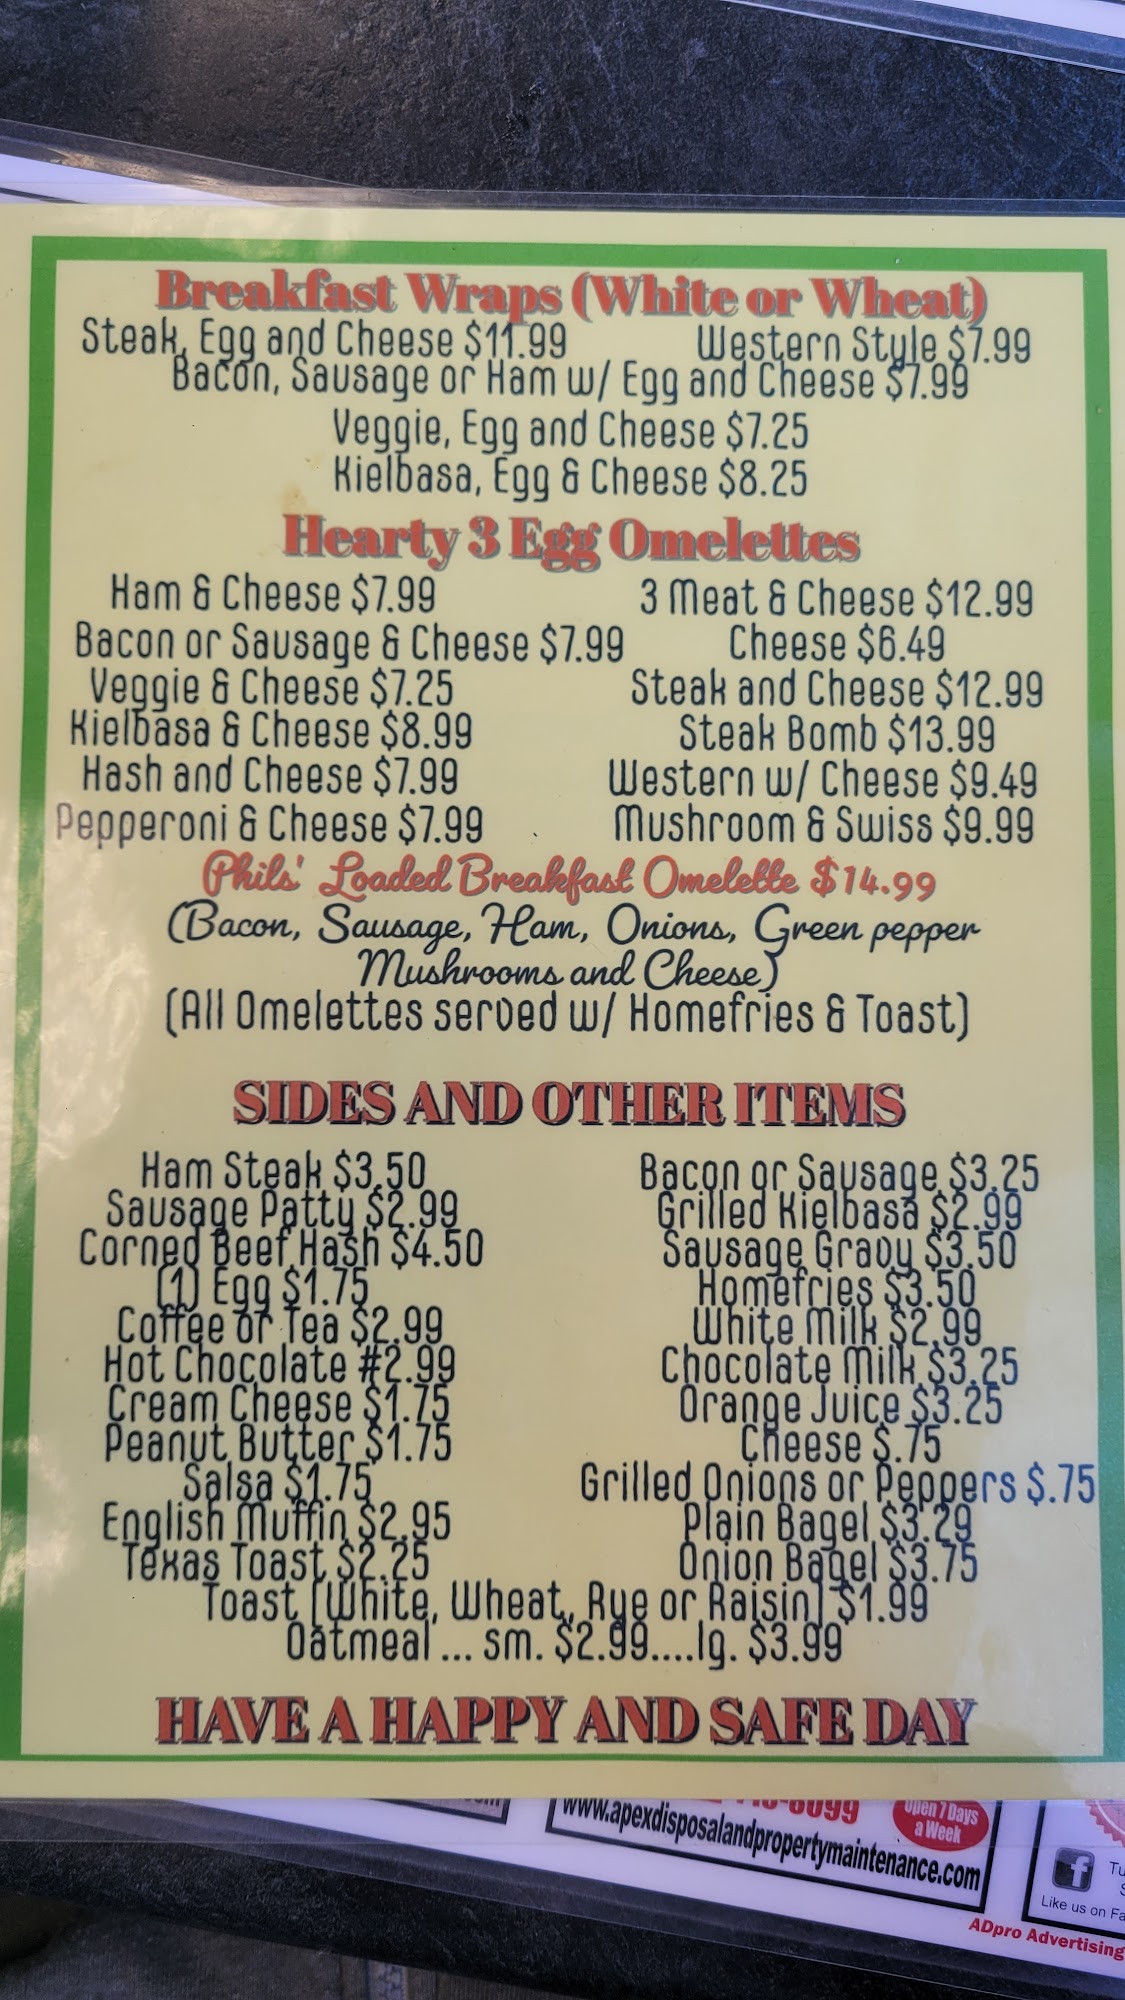 Breakfast Wraps (White or Wheat)
Steak, Egg and Cheese $11.99 Western Style $7.99
Bacon, Sausage or Ham w/ Egg and Cheese $7.99
Veggie, Egg and Cheese $7.25
Kielbasa, Egg & Cheese $8.25
Hearty 3 Egg Omelettes
Ham & Cheese $7.99 3 Meat & Cheese $12.99
Bacon or Sausage & Cheese $7.99 Cheese $6.49
Veggie & Cheese $7.25 Steak and Cheese $12.99
Kielbasa & Cheese $8.99 Steak Bomb $13.99
Hash and Cheese $7.99 Western w/ Cheese $9.49
Pepperoni & Cheese $7.99 Mushroom & Swiss $9.99
Phils' Loaded Breakfast Omelette $14.99
(Bacon, Sausage, Ham, Onions, Green pepper
Mushrooms and Cheese)
(All Omelettes served w/ Homefries & Toast)
SIDES AND OTHER ITEMS
Ham Steak $3.50 Bacon or Sausage $3.25
Sausage Patty $2.99 Grilled Kielbasa $2.99
Corned Beef Hash $4.50 Sausage Gravy $3.50
(1) Egg $1.75 Homefries $3.50
Coffee or Tea $2.99 White Milk $2.99
Hot Chocolate #2.99 Chocolate Milk $3.25
Cream Cheese $1.75 Orange Juice $3.25
Peanut Butter $1.75 Cheese $.75
Salsa $1.75 Grilled Onions or Peppers $.75
English Muffin $2.95 Plain Bagel $3.29
Texas Toast $2.25 Onion Bagel $3.75
Toast [White, Wheat, Rye or Raisin] $1.99
Oatmeal ... sm. $2.99....lg. $3.99
HAVE A HAPPY AND SAFE DAY
Open 7 Days
a Week
www.apexdisposalandpropertymaintenance.com
Like us on
ADpro Advertising